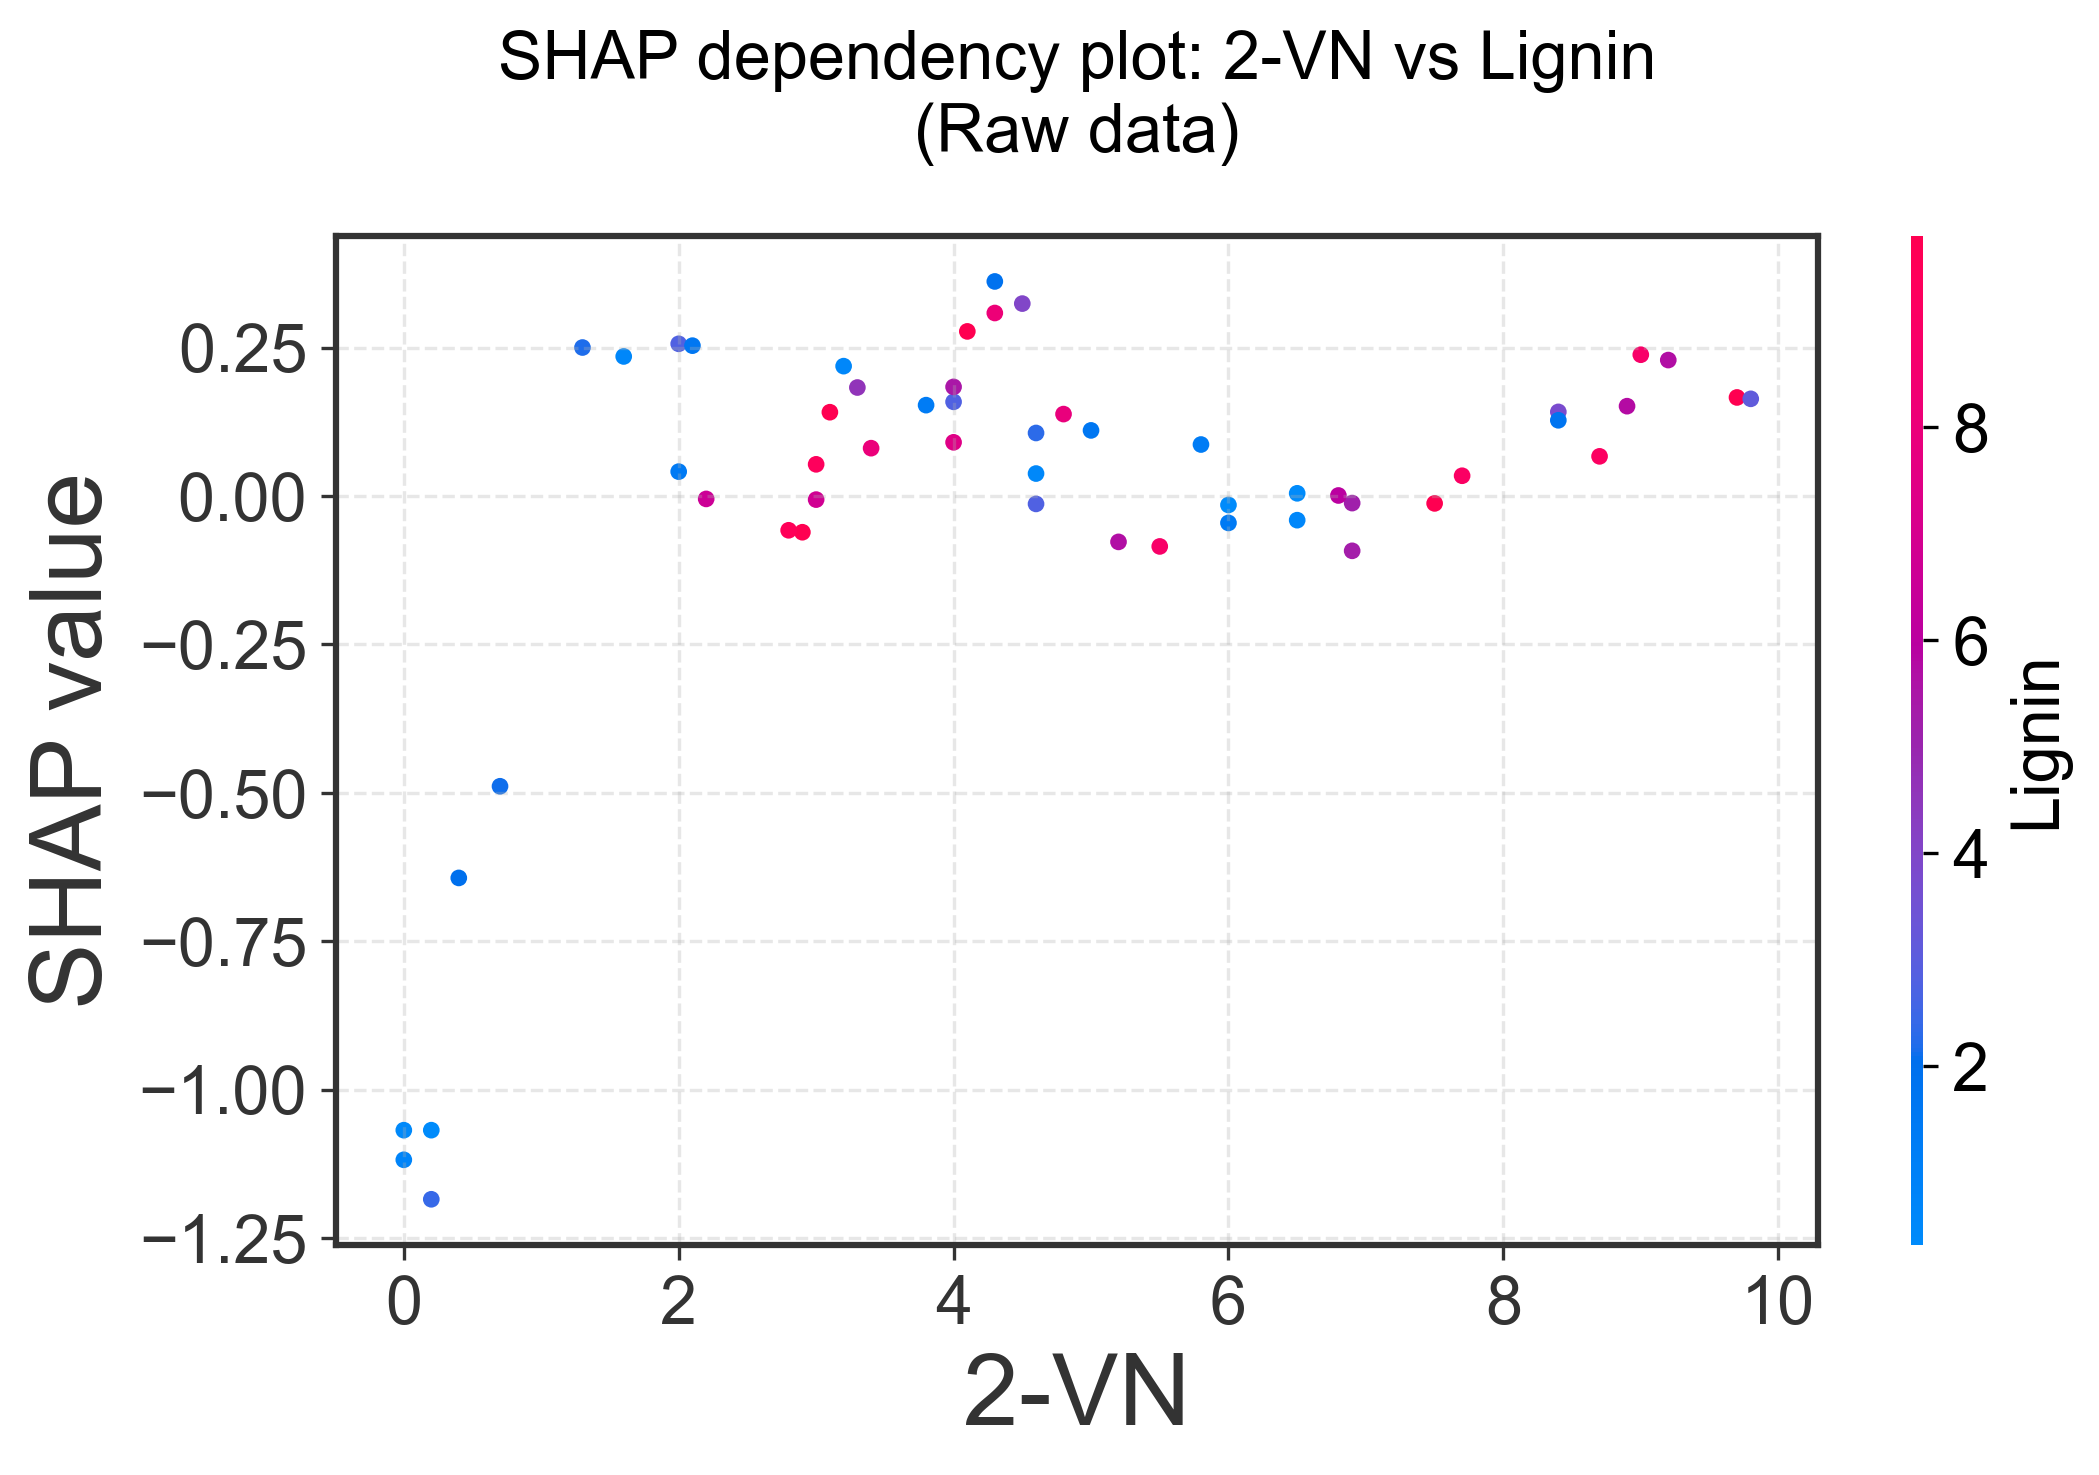 SHAP dependency plot: 2-VN vs Lignin
(Raw data)
SHAP value
0.25
0.00
−0.25
−0.50
−0.75
−1.00
−1.25
0 2 4 6 8 10
2-VN
8
6
4
2
Lignin